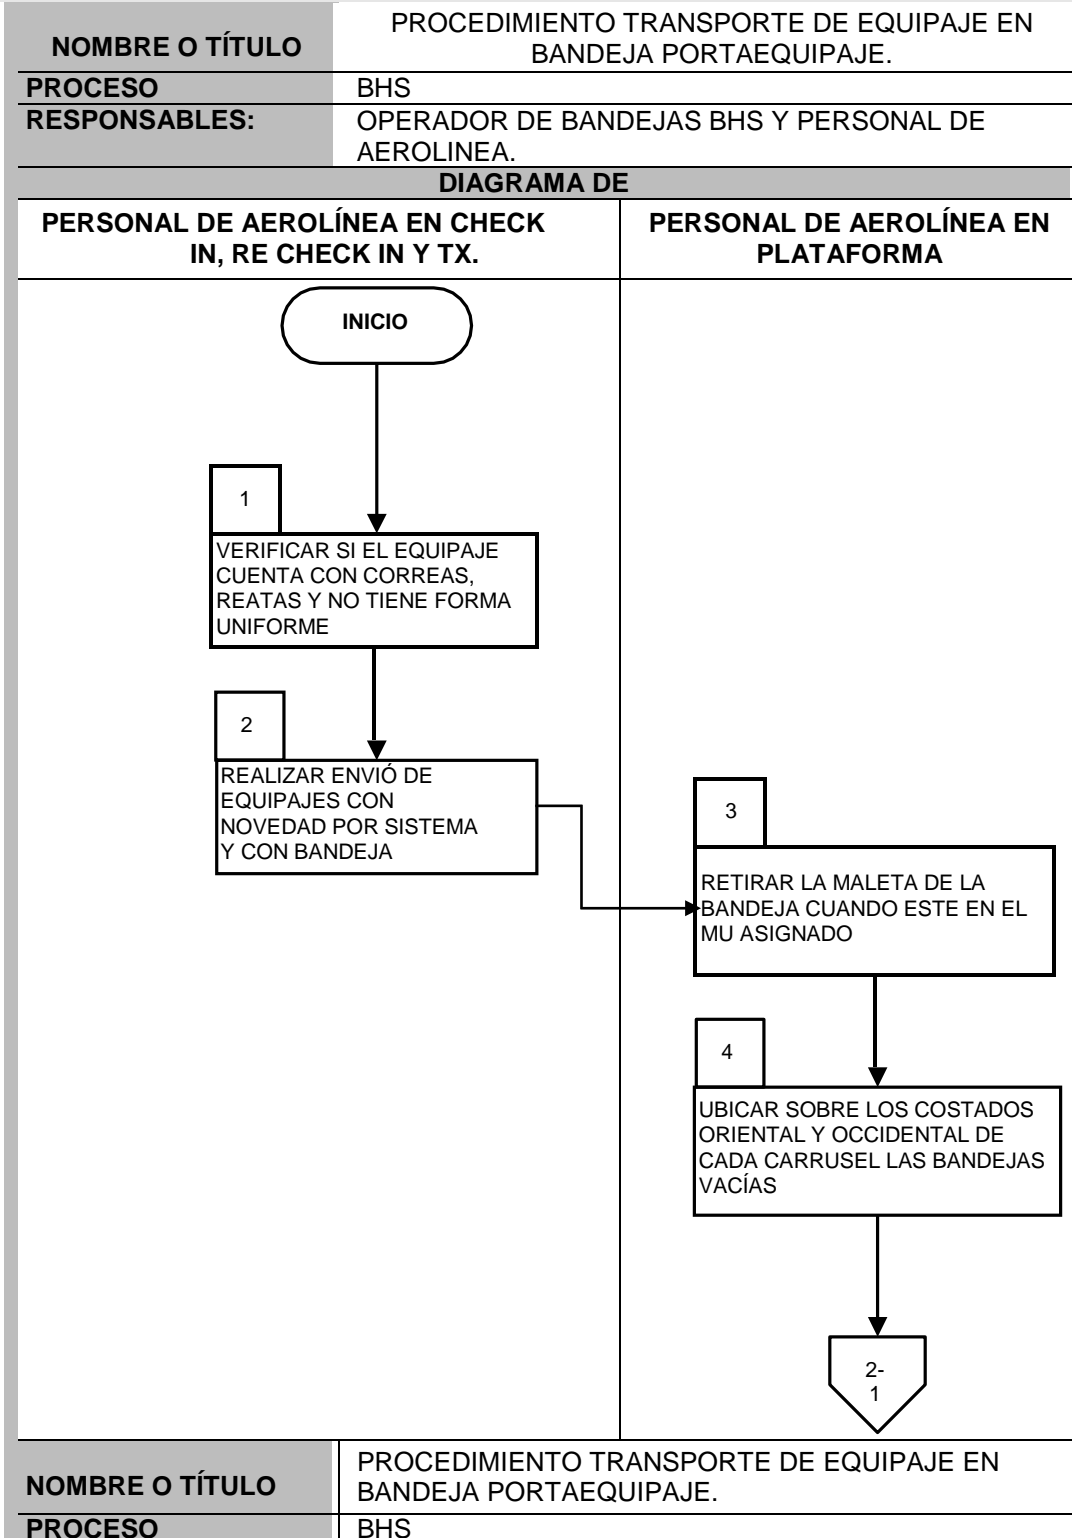 NOMBRE O TÍTULO
PROCEDIMIENTO TRANSPORTE DE EQUIPAJE EN
BANDEJA PORTAEQUIPAJE.
PROCESO
BHS
RESPONSABLES:
OPERADOR DE BANDEJAS BHS Y PERSONAL DE
AEROLINEA.
DIAGRAMA DE
PERSONAL DE AEROLÍNEA EN CHECK
IN, RE CHECK IN Y TX.
PERSONAL DE AEROLÍNEA EN
PLATAFORMA
INICIO
1
VERIFICAR SI EL EQUIPAJE
CUENTA CON CORREAS,
REATAS Y NO TIENE FORMA
UNIFORME
2
REALIZAR ENVIÓ DE
EQUIPAJES CON
NOVEDAD POR SISTEMA
Y CON BANDEJA
3
RETIRAR LA MALETA DE LA
BANDEJA CUANDO ESTE EN EL
MU ASIGNADO
4
UBICAR SOBRE LOS COSTADOS
ORIENTAL Y OCCIDENTAL DE
CADA CARRUSEL LAS BANDEJAS
VACÍAS
2-
1
NOMBRE O TÍTULO
PROCEDIMIENTO TRANSPORTE DE EQUIPAJE EN
BANDEJA PORTAEQUIPAJE.
PROCESO
BHS